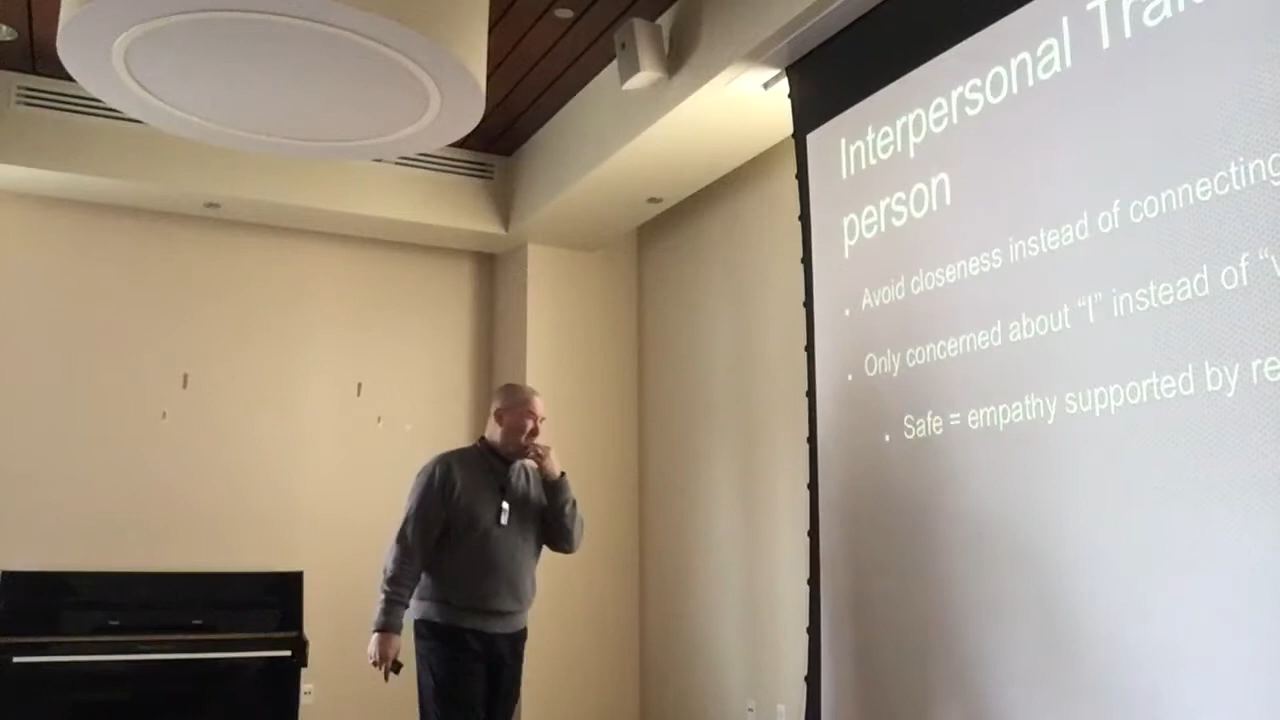 Interpersonal
person
. Avoid closeness instead of connecting
. Only concerned about “I” instead of
. Safe = empathy supported by